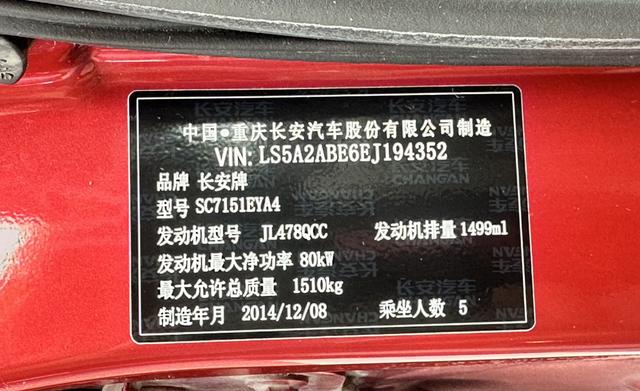 中国●重庆长安汽车股份有限公司制造
VIN: LS5A2ABE6EJ194352
品牌 长安牌
型号 SC7151EYA4
发动机型号 JL478QCC 发动机排量 1499ml
发动机最大净功率 80kW
最大允许总质量 1510kg
制造年月 2014/12/08 乘坐人数 5